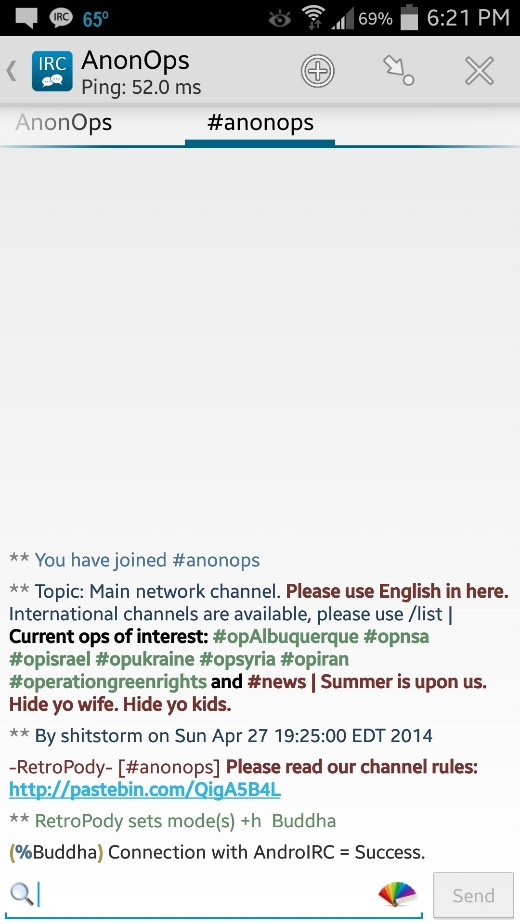 IRC 65° 69% 6:21 PM
IRC AnonOps
Ping: 52.0 ms
AnonOps #anonops
** You have joined #anonops
** Topic: Main network channel. Please use English in here.
International channels are available, please use /list |
Current ops of interest: #opAlbuquerque #opnsa
#opisrael #opukraine #opsyria #opiran
#operationgreenrights and #news | Summer is upon us.
Hide yo wife. Hide yo kids.
** By shitstorm on Sun Apr 27 19:25:00 EDT 2014
-RetroPody- [#anonops] Please read our channel rules:
http://pastebin.com/QigA5B4L
** RetroPody sets mode(s) +h Buddha
(%Buddha) Connection with AndroIRC = Success.
Send